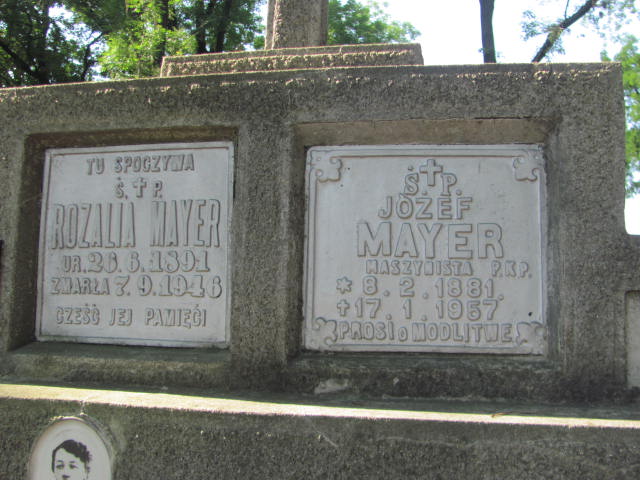 TU SPOCZYWA
Ś. ✝ P.
ROZALIA MAYER
UR. 26.6.1891
ZMARŁA 7.9.1946
CZEŚĆ JEJ PAMIĘCI
Ś. ✝ P.
JÓZEF
MAYER
MASZYNISTA P.K.P.
* 8.2.1881.
✝ 17.1.1957
PROSI O MODLITWĘ